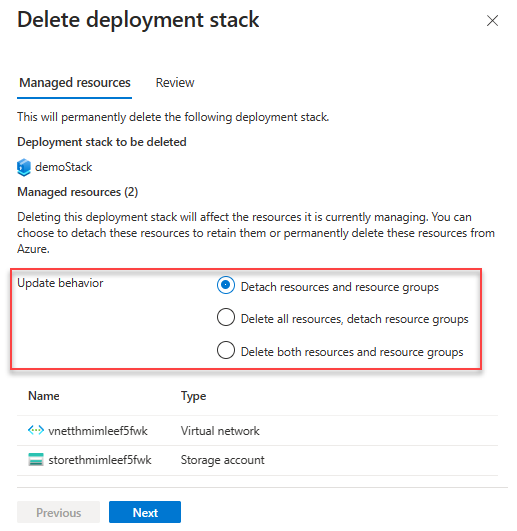 Delete deployment stack
Managed resources Review
This will permanently delete the following deployment stack.
Deployment stack to be deleted
demoStack
Managed resources (2)
Deleting this deployment stack will affect the resources it is currently managing. You can
choose to detach these resources to retain them or permanently delete these resources from
Azure.
Update behavior Detach resources and resource groups
Delete all resources, detach resource groups
Delete both resources and resource groups
Name Type
vnetthmimleef5fwk Virtual network
storethmimleef5fwk Storage account
Previous Next